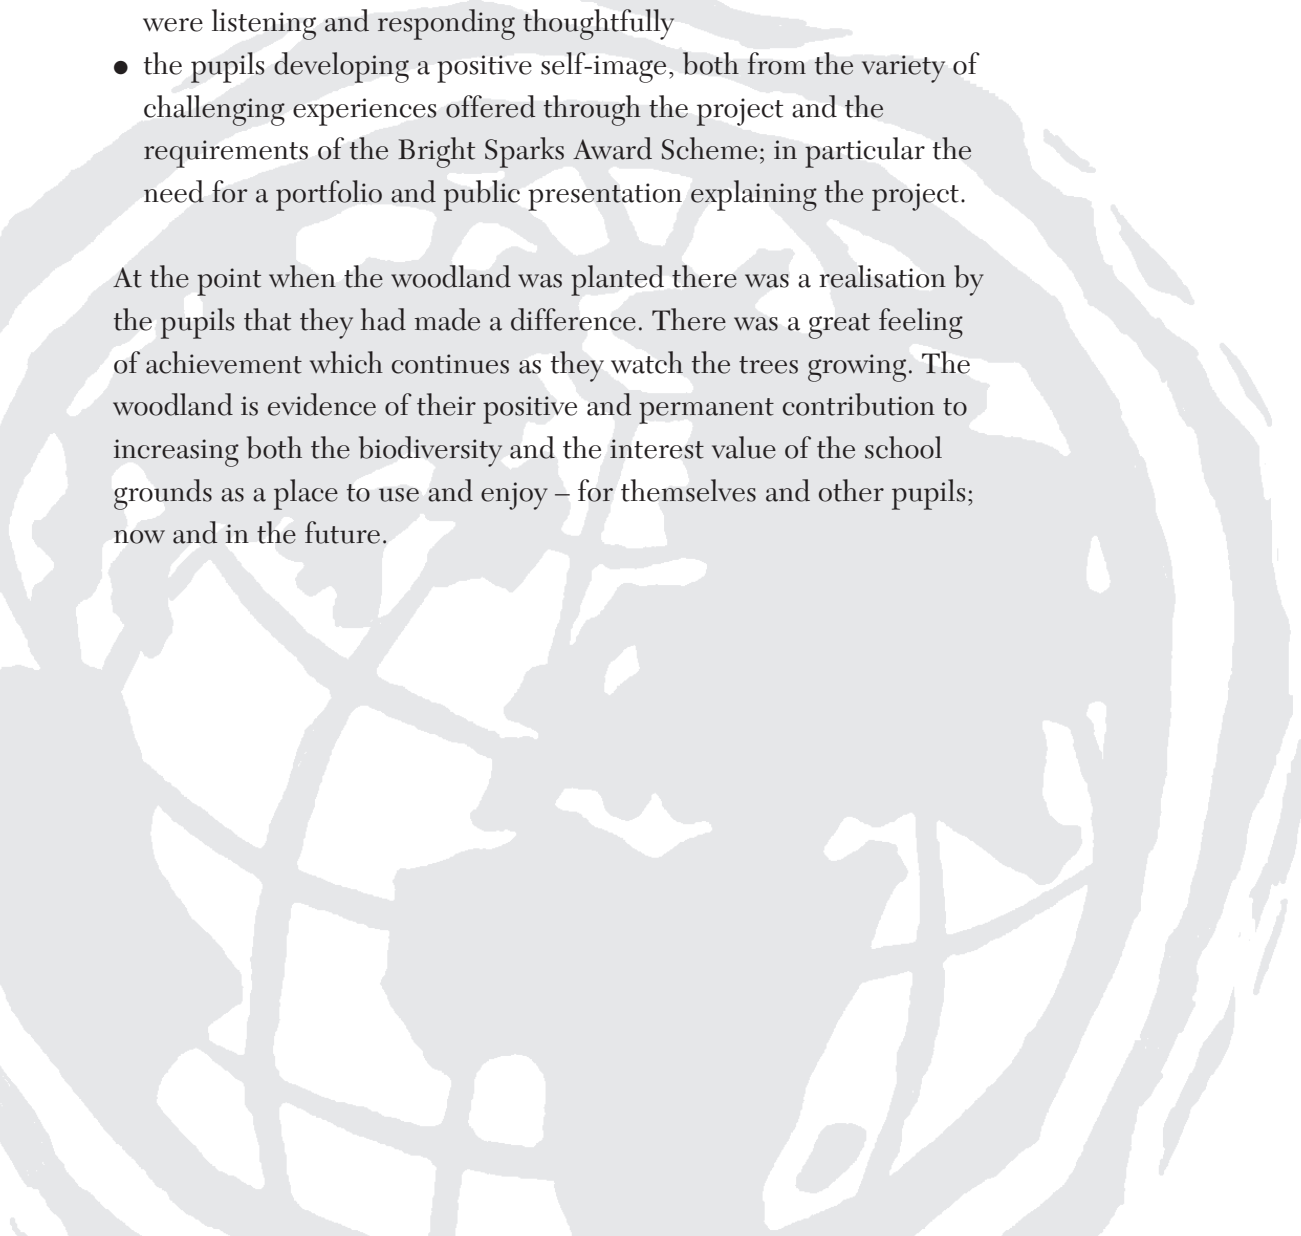 were listening and responding thoughtfully
● the pupils developing a positive self-image, both from the variety of
challenging experiences offered through the project and the
requirements of the Bright Sparks Award Scheme; in particular the
need for a portfolio and public presentation explaining the project.
At the point when the woodland was planted there was a realisation by
the pupils that they had made a difference. There was a great feeling
of achievement which continues as they watch the trees growing. The
woodland is evidence of their positive and permanent contribution to
increasing both the biodiversity and the interest value of the school
grounds as a place to use and enjoy – for themselves and other pupils;
now and in the future.